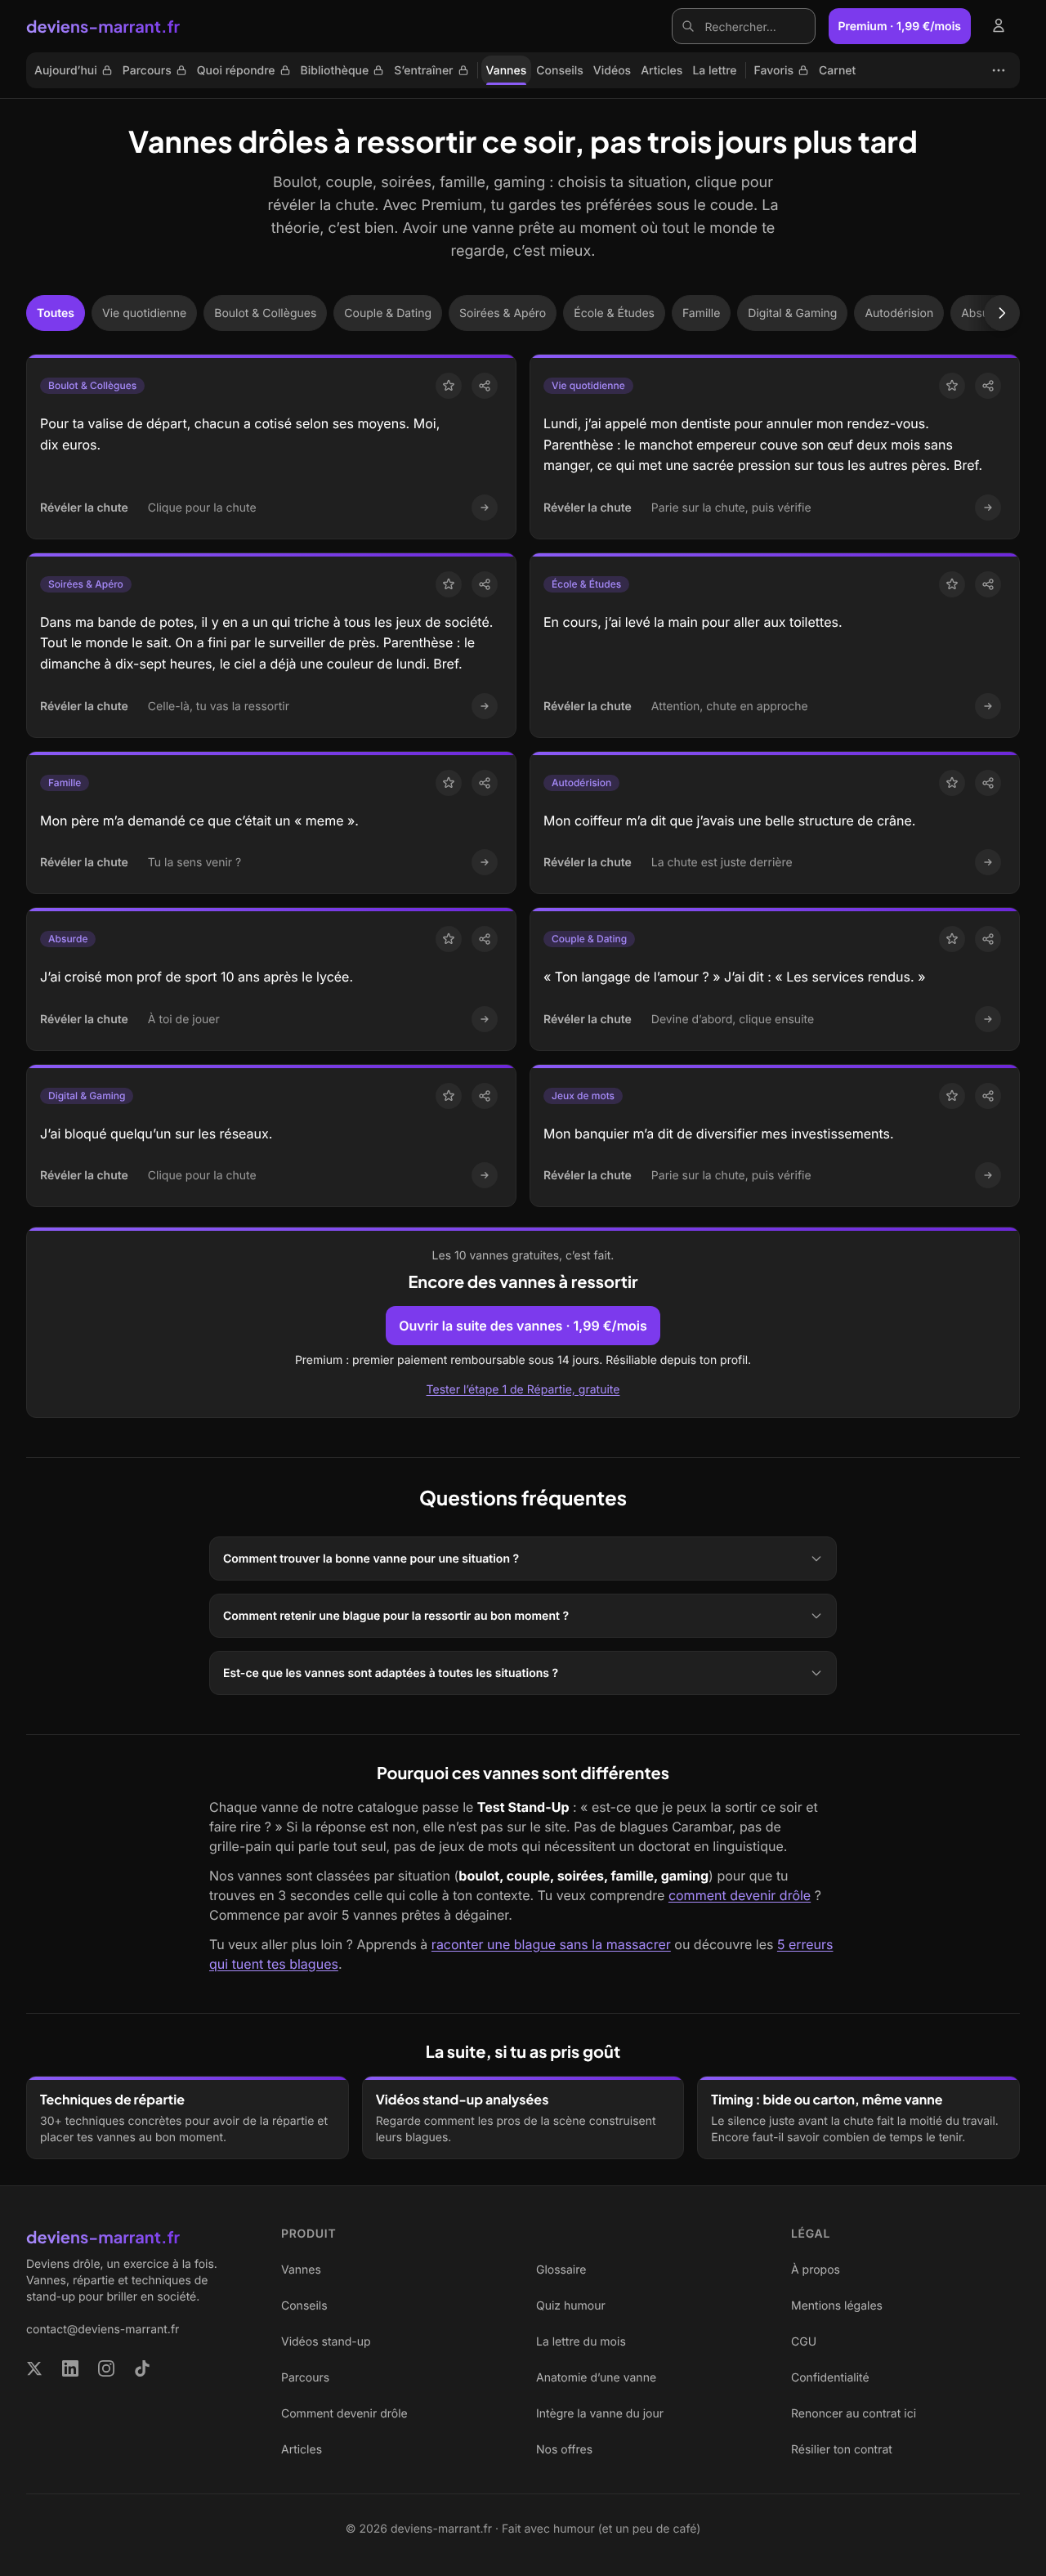 deviens-marrant.fr
Rechercher...
Premium · 1,99 €/mois
Aujourd’hui
Parcours
Quoi répondre
Bibliothèque
S’entraîner
Vannes
Conseils
Vidéos
Articles
La lettre
Favoris
Carnet
Vannes drôles à ressortir ce soir, pas trois jours plus tard
Boulot, couple, soirées, famille, gaming : choisis ta situation, clique pour
révéler la chute. Avec Premium, tu gardes tes préférées sous le coude. La
théorie, c’est bien. Avoir une vanne prête au moment où tout le monde te
regarde, c’est mieux.
Toutes
Vie quotidienne
Boulot & Collègues
Couple & Dating
Soirées & Apéro
École & Études
Famille
Digital & Gaming
Autodérision
Boulot & Collègues
Pour ta valise de départ, chacun a cotisé selon ses moyens. Moi,
dix euros.
Révéler la chute
Clique pour la chute
Vie quotidienne
Lundi, j’ai appelé mon dentiste pour annuler mon rendez-vous.
Parenthèse : le manchot empereur couve son œuf deux mois sans
manger, ce qui met une sacrée pression sur tous les autres pères. Bref.
Révéler la chute
Parie sur la chute, puis vérifie
Soirées & Apéro
Dans ma bande de potes, il y en a un qui triche à tous les jeux de société.
Tout le monde le sait. On a fini par le surveiller de près. Parenthèse : le
dimanche à dix-sept heures, le ciel a déjà une couleur de lundi. Bref.
Révéler la chute
Celle-là, tu vas la ressortir
École & Études
En cours, j’ai levé la main pour aller aux toilettes.
Révéler la chute
Attention, chute en approche
Famille
Mon père m’a demandé ce que c’était un « meme ».
Révéler la chute
Tu la sens venir ?
Autodérision
Mon coiffeur m’a dit que j’avais une belle structure de crâne.
Révéler la chute
La chute est juste derrière
Absurde
J’ai croisé mon prof de sport 10 ans après le lycée.
Révéler la chute
À toi de jouer
Couple & Dating
« Ton langage de l’amour ? » J’ai dit : « Les services rendus. »
Révéler la chute
Devine d’abord, clique ensuite
Digital & Gaming
J’ai bloqué quelqu’un sur les réseaux.
Révéler la chute
Clique pour la chute
Jeux de mots
Mon banquier m’a dit de diversifier mes investissements.
Révéler la chute
Parie sur la chute, puis vérifie
Les 10 vannes gratuites, c’est fait.
Encore des vannes à ressortir
Ouvrir la suite des vannes · 1,99 €/mois
Premium : premier paiement remboursable sous 14 jours. Résiliable depuis ton profil.
Tester l’étape 1 de Répartie, gratuite
Questions fréquentes
Comment trouver la bonne vanne pour une situation ?
Comment retenir une blague pour la ressortir au bon moment ?
Est-ce que les vannes sont adaptées à toutes les situations ?
Pourquoi ces vannes sont différentes
Chaque vanne de notre catalogue passe le Test Stand-Up : « est-ce que je peux la sortir ce soir et
faire rire ? » Si la réponse est non, elle n’est pas sur le site. Pas de blagues Carambar, pas de
grille-pain qui parle tout seul, pas de jeux de mots qui nécessitent un doctorat en linguistique.
Nos vannes sont classées par situation (boulot, couple, soirées, famille, gaming) pour que tu
trouves en 3 secondes celle qui colle à ton contexte. Tu veux comprendre comment devenir drôle ?
Commence par avoir 5 vannes prêtes à dégainer.
Tu veux aller plus loin ? Apprends à raconter une blague sans la massacrer ou découvre les 5 erreurs
qui tuent tes blagues.
La suite, si tu as pris goût
Techniques de répartie
30+ techniques concrètes pour avoir de la répartie et
placer tes vannes au bon moment.
Vidéos stand-up analysées
Regarde comment les pros de la scène construisent
leurs blagues.
Timing : bide ou carton, même vanne
Le silence juste avant la chute fait la moitié du travail.
Encore faut-il savoir combien de temps le tenir.
deviens-marrant.fr
Deviens drôle, un exercice à la fois.
Vannes, répartie et techniques de
stand-up pour briller en société.
contact@deviens-marrant.fr
PRODUIT
Vannes
Conseils
Vidéos stand-up
Parcours
Comment devenir drôle
Articles
Glossaire
Quiz humour
La lettre du mois
Anatomie d’une vanne
Intègre la vanne du jour
Nos offres
LÉGAL
À propos
Mentions légales
CGU
Confidentialité
Renoncer au contrat ici
Résilier ton contrat
© 2026 deviens-marrant.fr · Fait avec humour (et un peu de café)